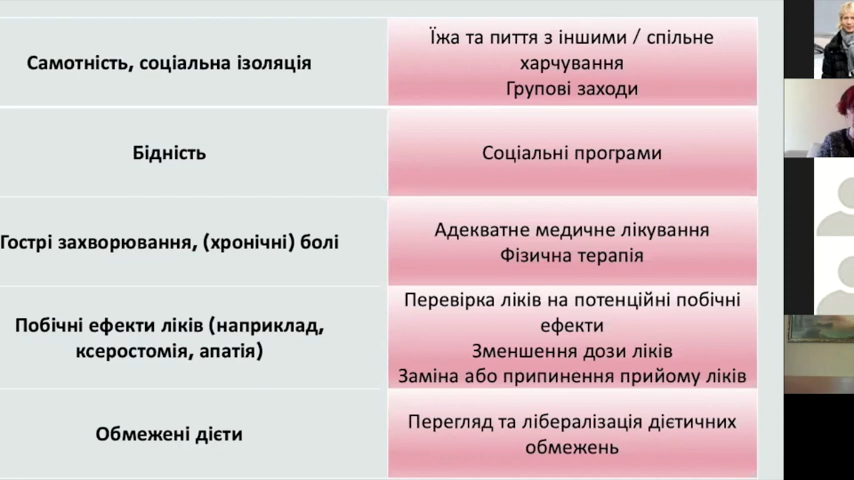 Самотність, соціальна ізоляція
Їжа та пиття з іншими / спільне
харчування
Групові заходи
Бідність
Соціальні програми
Гострі захворювання, (хронічні) болі
Адекватне медичне лікування
Фізична терапія
Побічні ефекти ліків (наприклад,
ксеростомія, апатія)
Перевірка ліків на потенційні побічні
ефекти
Зменшення дози ліків
Заміна або припинення прийому ліків
Обмежені дієти
Перегляд та лібералізація дієтичних
обмежень